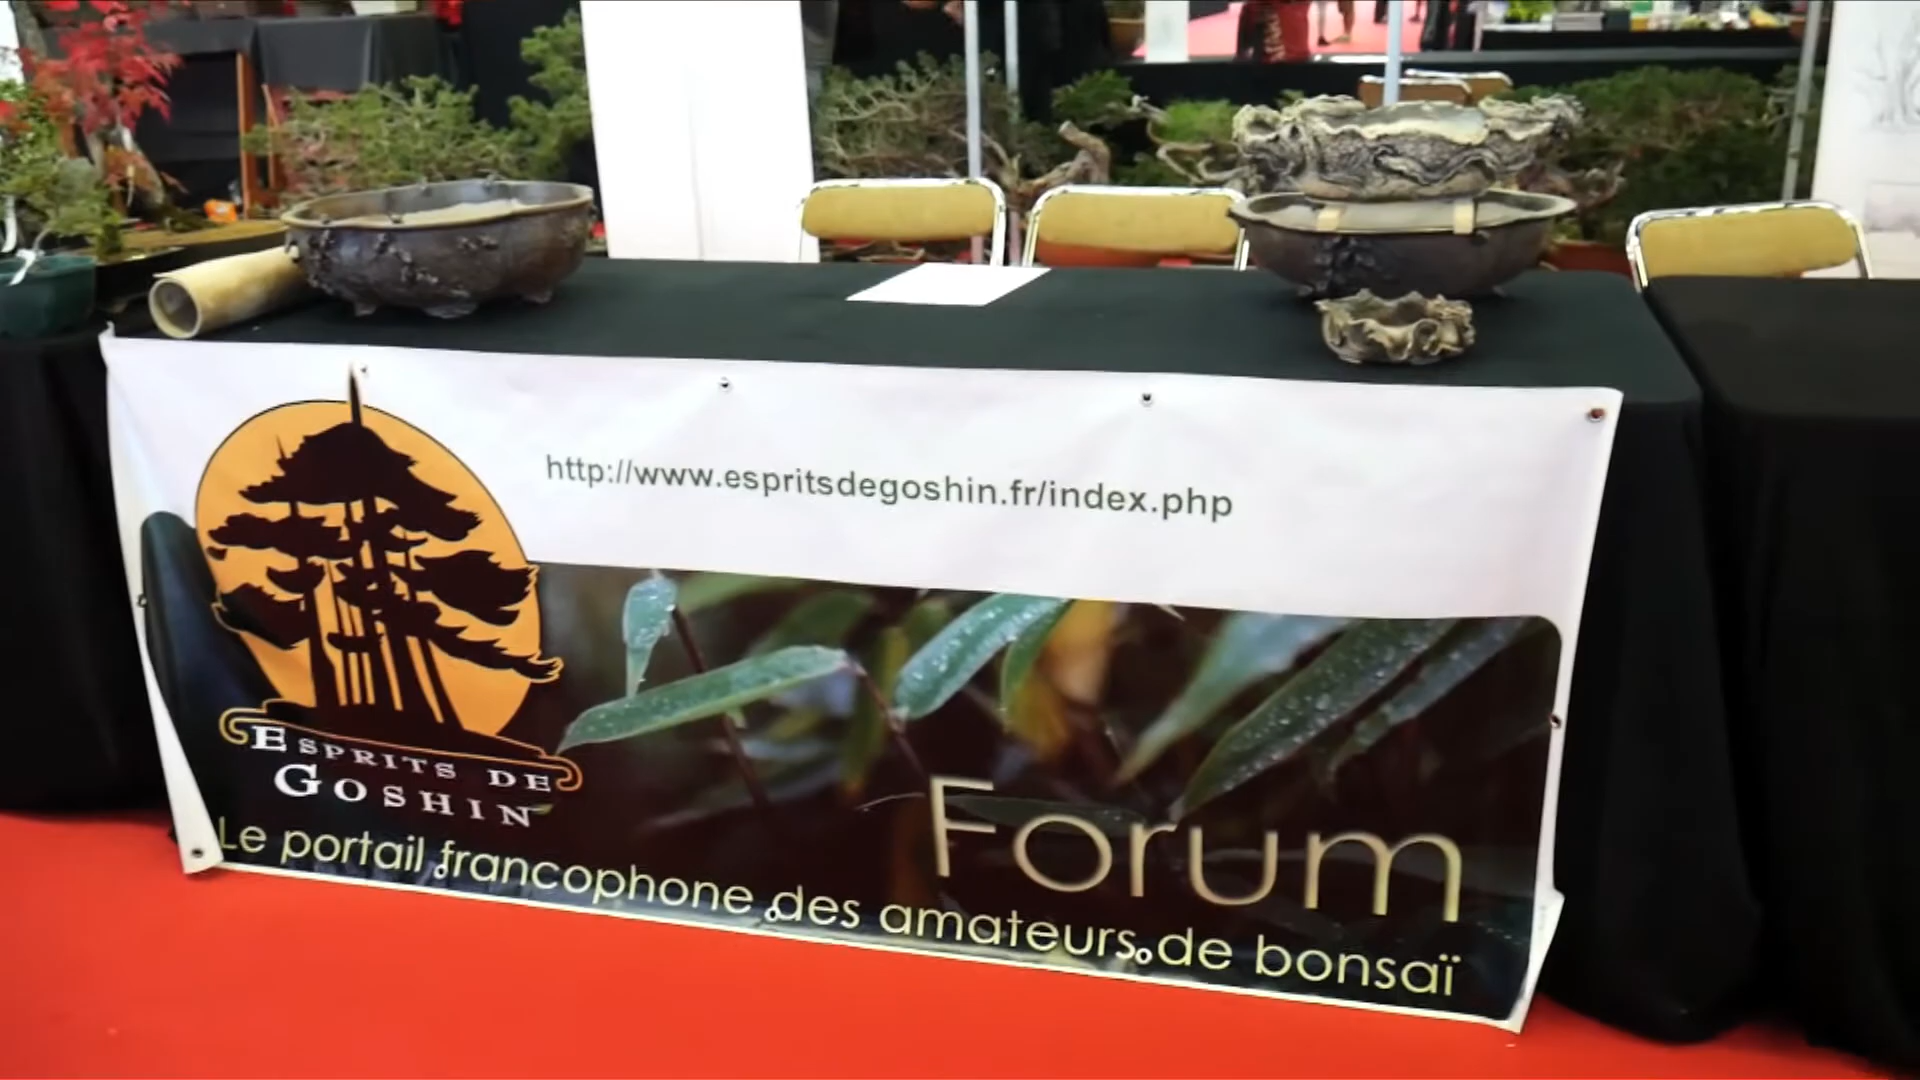 http://www.espritsdegoshin.fr/index.php
ESPRITS DE
GOSHIN
Forum
Le portail francophone des amateurs de bonsaï